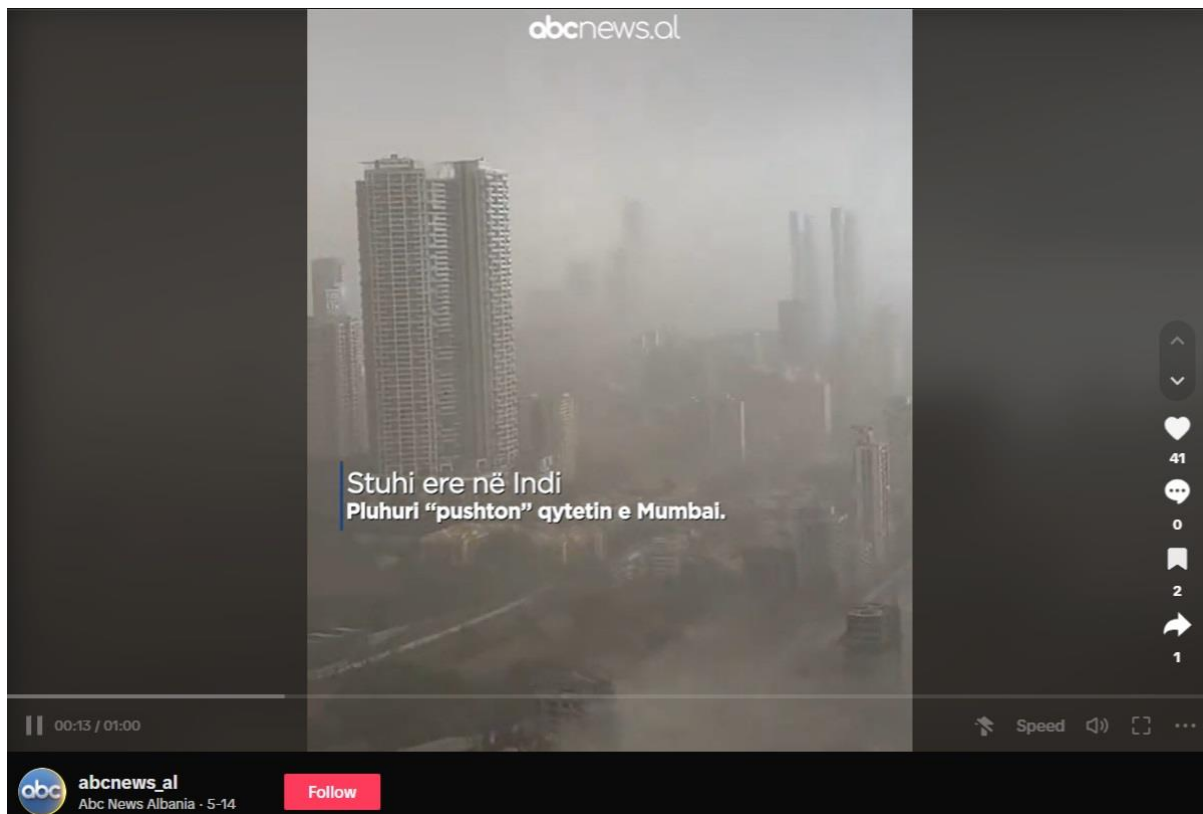 abcnews.al
Stuhi ere në Indi
Pluhuri “pushton” qytetin e Mumbai.
41
0
2
1
00:13 / 01:00
Speed
abc
abcnews_al
Abc News Albania · 5-14
Follow